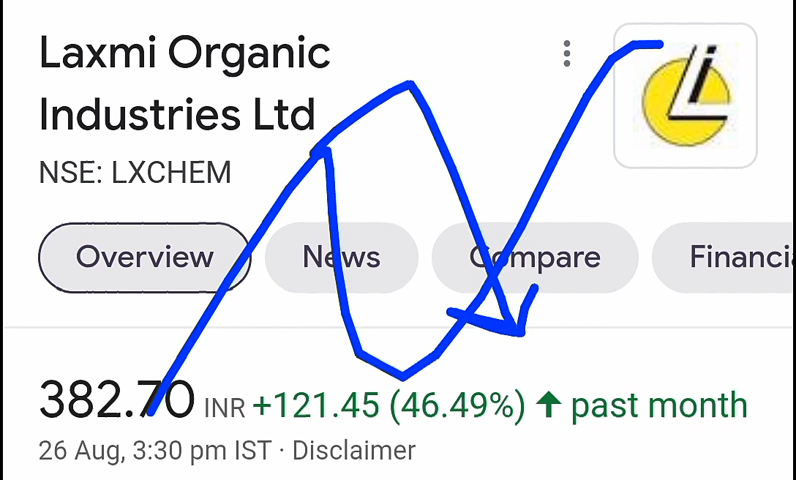 Laxmi Organic
Industries Ltd
NSE: LXCHEM
Overview News Compare Financi
382.70 INR +121.45 (46.49%) ↑ past month
26 Aug, 3:30 pm IST · Disclaimer